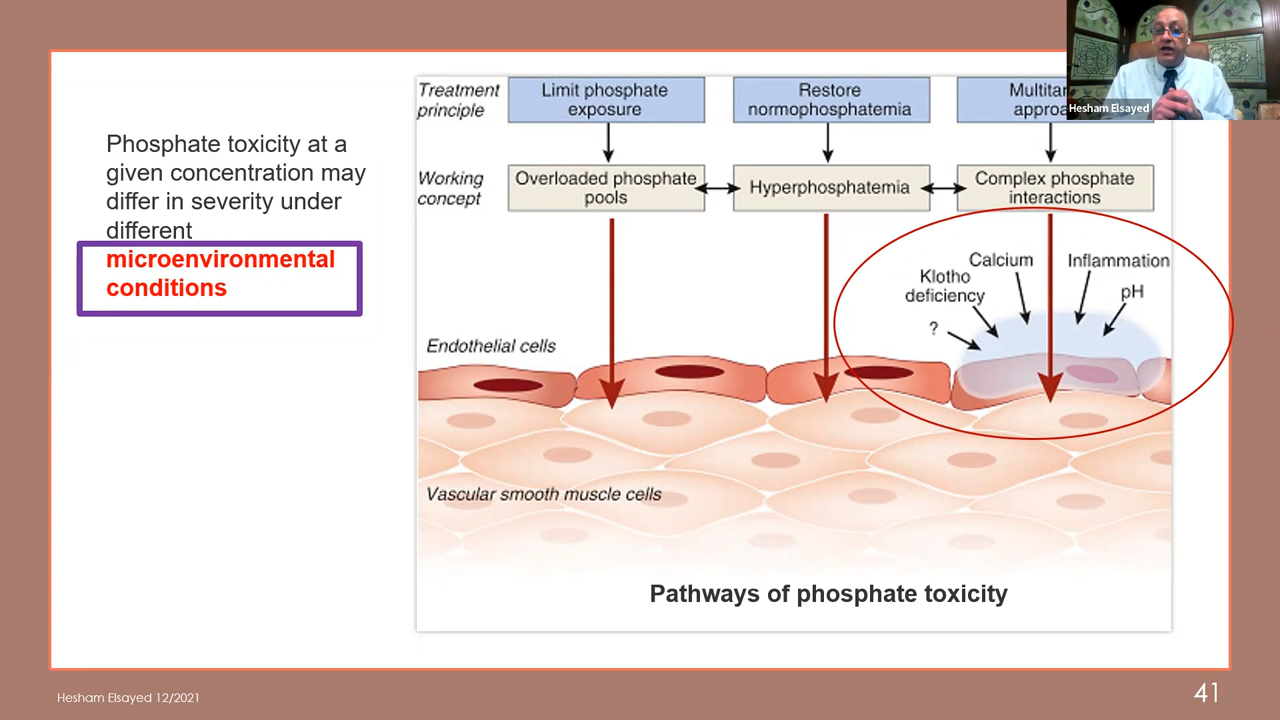 Phosphate toxicity at a
given concentration may
differ in severity under
different
microenvironmental
conditions
Treatment
principle
Limit phosphate
exposure
Restore
normophosphatemia
Hesham Elsayed
Working
concept
Overloaded phosphate
pools
Hyperphosphatemia
Complex phosphate
interactions
Calcium
Inflammation
Klotho
deficiency
pH
?
Endothelial cells
Vascular smooth muscle cells
Pathways of phosphate toxicity
Hesham Elsayed 12/2021
41